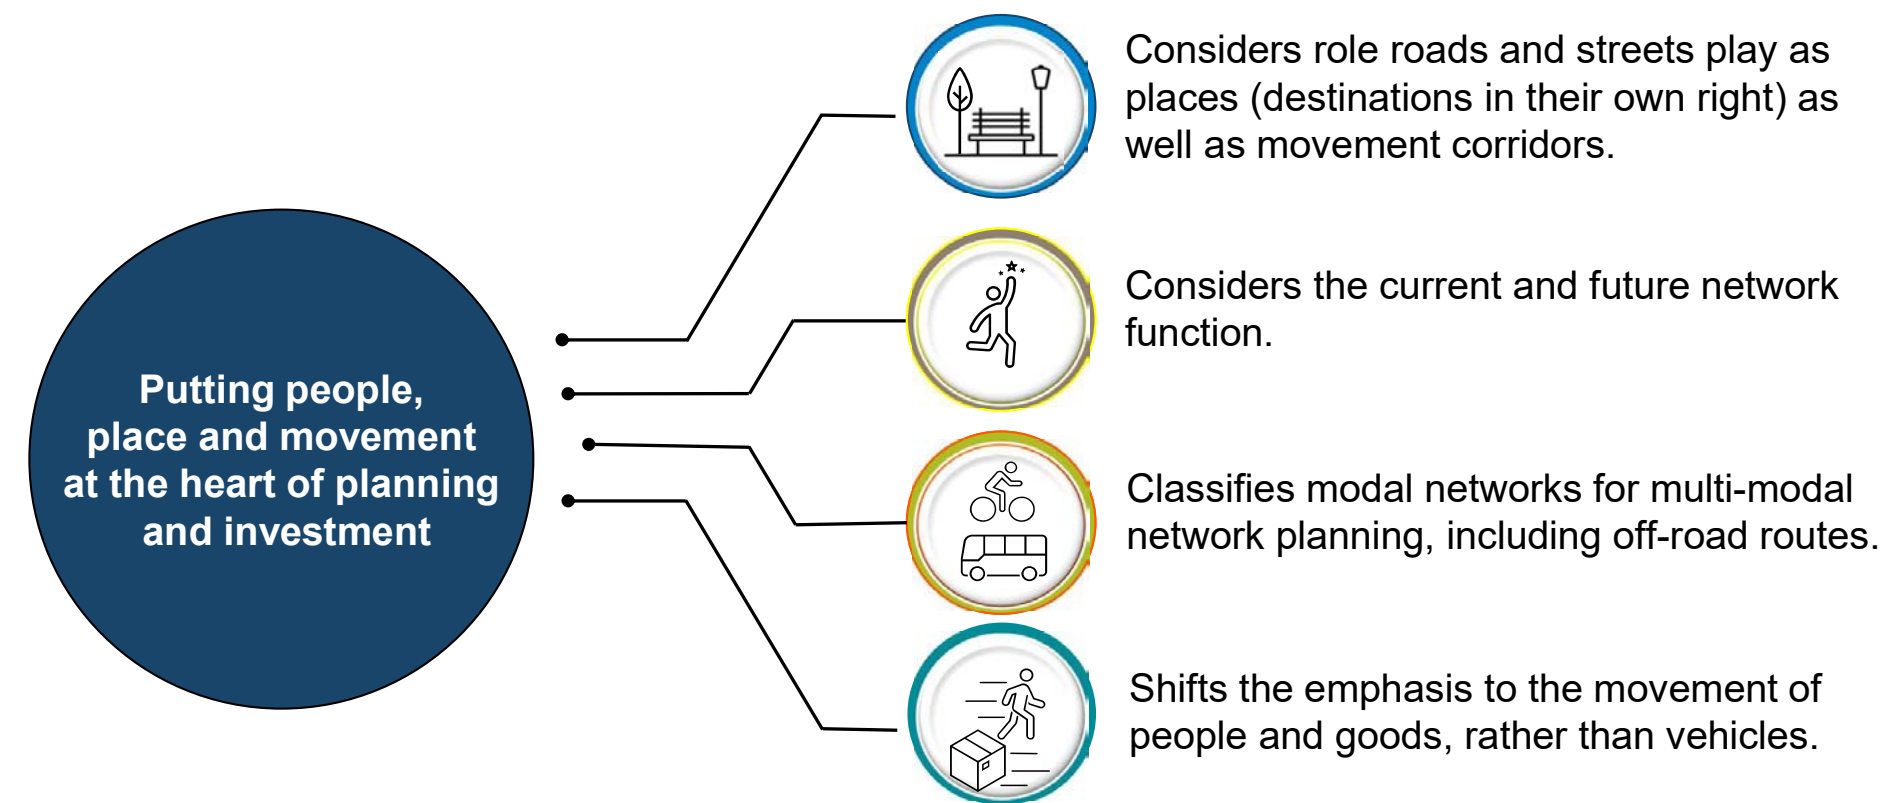 Putting people,
place and movement
at the heart of planning
and investment
Considers role roads and streets play as
places (destinations in their own right) as
well as movement corridors.
Considers the current and future network
function.
Classifies modal networks for multi-modal
network planning, including off-road routes.
Shifts the emphasis to the movement of
people and goods, rather than vehicles.